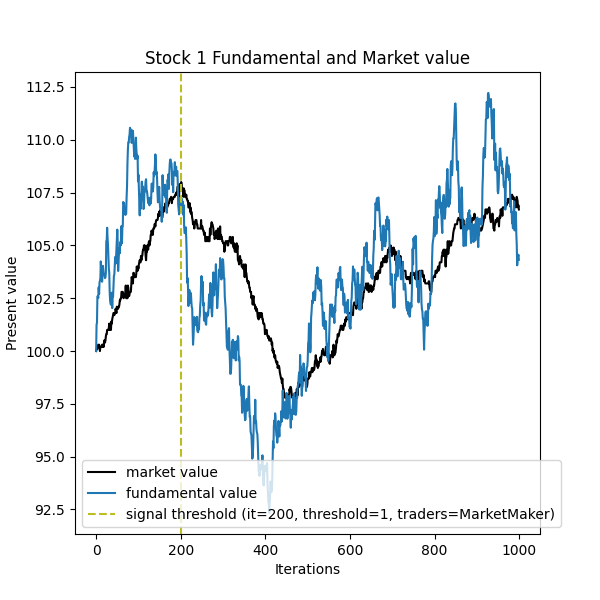 Stock 1 Fundamental and Market value
112.5
110.0
107.5
105.0
102.5
100.0
97.5
95.0
92.5
Present value
market value
fundamental value
signal threshold (it=200, threshold=1, traders=MarketMaker)
0 200 400 600 800 1000
Iterations